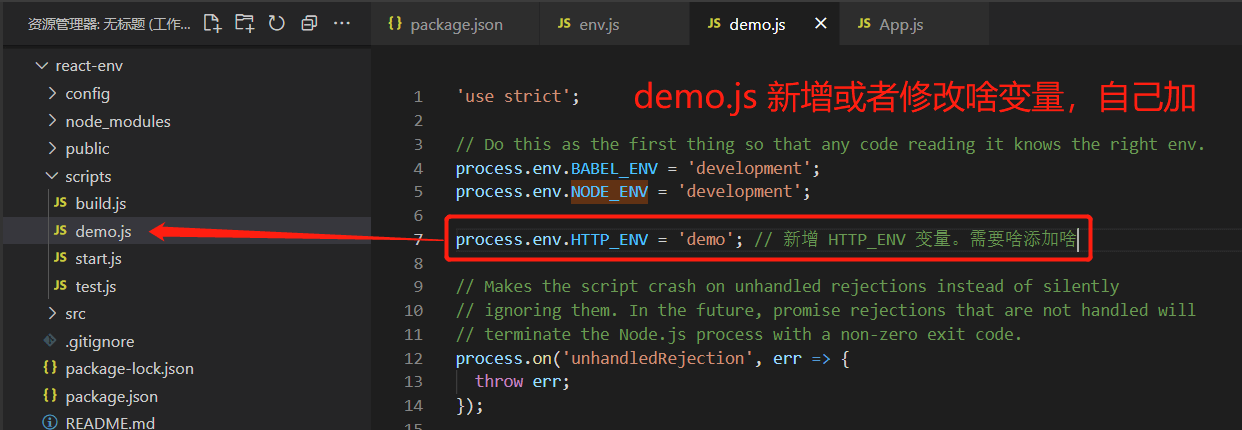 资源管理器: 无标题 (工作...
react-env
config
node_modules
public
scripts
JS build.js
JS demo.js
JS start.js
JS test.js
src
.gitignore
{} package-lock.json
{} package.json
README.md
{} package.json
JS env.js
JS demo.js
JS App.js
demo.js 新增或者修改啥变量，自己加
1 'use strict';
2
3 // Do this as the first thing so that any code reading it knows the right env.
4 process.env.BABEL_ENV = 'development';
5 process.env.NODE_ENV = 'development';
6
7 process.env.HTTP_ENV = 'demo'; // 新增 HTTP_ENV 变量。需要啥添加啥
8
9 // Makes the script crash on unhandled rejections instead of silently
10 // ignoring them. In the future, promise rejections that are not handled will
11 // terminate the Node.js process with a non-zero exit code.
12 process.on('unhandledRejection', err => {
13 throw err;
14 });
15